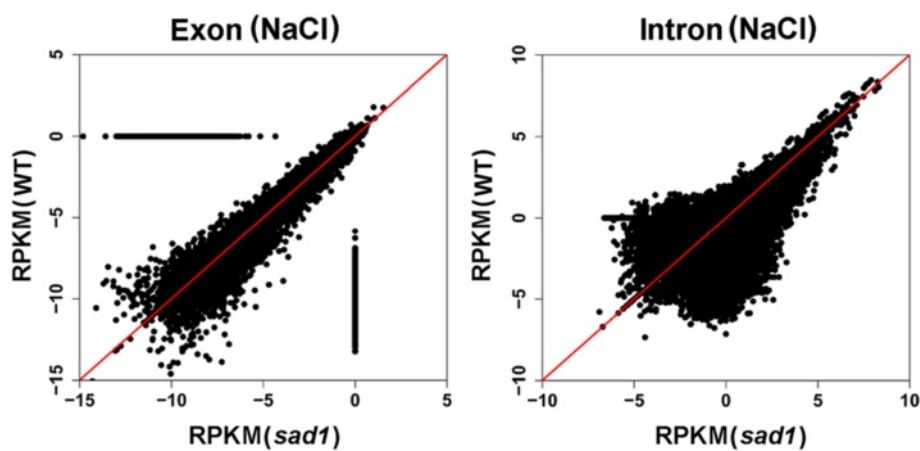 Exon (NaCl)
5
0
−5
−10
−15
RPKM(WT)
−15 −10 −5 0 5
RPKM(sad1)
Intron (NaCl)
10
5
0
−5
−10
RPKM(WT)
−10 −5 0 5 10
RPKM(sad1)